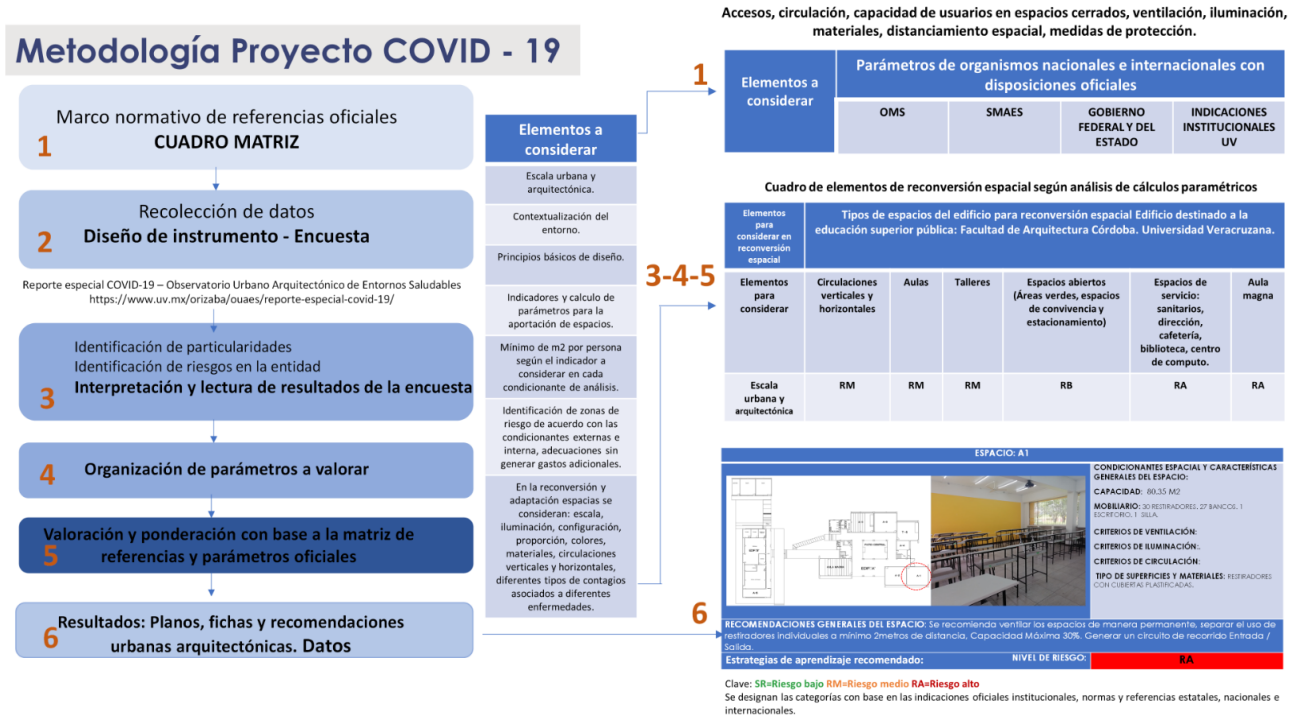 Metodología Proyecto COVID - 19
Marco normativo de referencias oficiales
CUADRO MATRIZ
1
Recolección de datos
Diseño de instrumento - Encuesta
2
Reporte especial COVID-19 – Observatorio Urbano Arquitectónico de Entornos Saludables
https://www.uv.mx/orizaba/ouaes/reporte-especial-covid-19/
Identificación de particularidades
Identificación de riesgos en la entidad
Interpretación y lectura de resultados de la encuesta
3
Organización de parámetros a valorar
4
Valoración y ponderación con base a la matriz de
referencias y parámetros oficiales
5
Resultados: Planos, fichas y recomendaciones
urbanas arquitectónicas. Datos
6
Elementos a
considerar
Escala urbana y
arquitectónica.
Contextualización del
entorno.
Principios básicos de diseño.
Indicadores y calculo de
parámetros para la
aportación de espacios.
Mínimo de m2 por persona
según el indicador a
considerar en cada
condicionante de análisis.
Identificación de zonas de
riesgo de acuerdo con las
condicionantes externas e
interna, adecuaciones sin
generar gastos adicionales.
En la reconversión y
adaptación espacias se
consideran: escala,
iluminación, configuración,
proporción, colores,
materiales, circulaciones
verticales y horizontales,
diferentes tipos de contagios
asociados a diferentes
enfermedades.
Accesos, circulación, capacidad de usuarios en espacios cerrados, ventilación, iluminación,
materiales, distanciamiento espacial, medidas de protección.
1
Elementos a
considerar
Parámetros de organismos nacionales e internacionales con
disposiciones oficiales
OMS
SMAES
GOBIERNO
FEDERAL Y DEL
ESTADO
INDICACIONES
INSTITUCIONALES
UV
Cuadro de elementos de reconversión espacial según análisis de cálculos paramétricos
3-4-5
Elementos
para
considerar en
reconversión
espacial
Tipos de espacios del edificio para reconversión espacial Edificio destinado a la
educación superior pública: Facultad de Arquitectura Córdoba. Universidad Veracruzana.
Elementos
para
considerar
Circulaciones
verticales y
horizontales
Aulas
Talleres
Espacios abiertos
(Áreas verdes, espacios
de convivencia y
estacionamiento)
Espacios de
servicio:
sanitarios,
dirección,
cafetería,
biblioteca, centro
de computo.
Aula
magna
Escala
urbana y
arquitectónica
RM
RM
RM
RB
RA
RA
6
ESPACIO: A1
CONDICIONANTES ESPACIAL Y CARACTERÍSTICAS
GENERALES DEL ESPACIO:
CAPACIDAD: 80.35 M2
MOBILIARIO: 30 RESTIRADORES, 27 BANCOS, 1
ESCRITORIO, 1 SILLA.
CRITERIOS DE VENTILACIÓN:
CRITERIOS DE ILUMINACIÓN:.
CRITERIOS DE CIRCULACIÓN:
TIPO DE SUPERFICIES Y MATERIALES: RESTIRADORES
CON CUBIERTAS PLASTIFICADAS.
RECOMENDACIONES GENERALES DEL ESPACIO: Se recomienda ventilar los espacios de manera permanente, separar el uso de
restiradores individuales a mínimo 2metros de distancia, Capacidad Máxima 30%. Generar un circuito de recorrido Entrada /
Salida.
Estrategias de aprendizaje recomendado:
NIVEL DE RIESGO:
RA
Clave: SR=Riesgo bajo RM=Riesgo medio RA=Riesgo alto
Se designan las categorías con base en las indicaciones oficiales institucionales, normas y referencias estatales, nacionales e
internacionales.